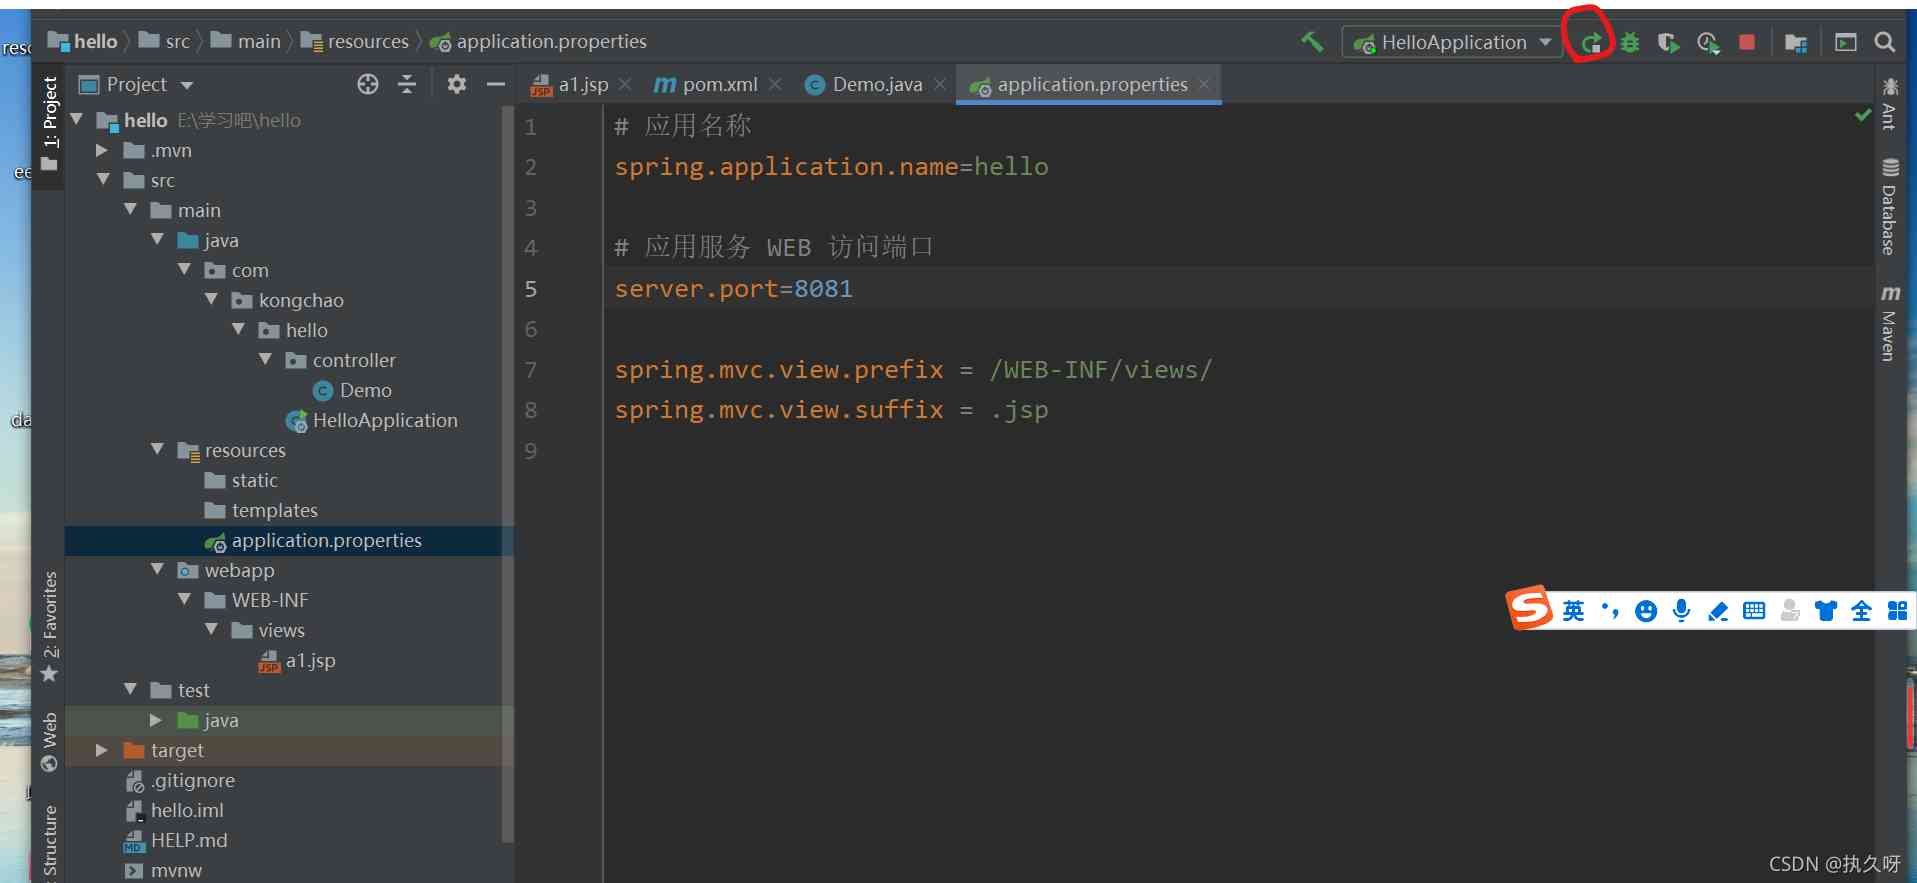 hello src main resources application.properties
HelloApplication
reso
ee
da
1: Project
2: Favorites
Web
Structure
Project
a1.jsp
pom.xml
Demo.java
application.properties
hello E:\学习吧\hello
.mvn
src
main
java
com
kongchao
hello
controller
Demo
HelloApplication
resources
static
templates
application.properties
webapp
WEB-INF
views
a1.jsp
test
java
target
.gitignore
hello.iml
HELP.md
mvnw
1 # 应用名称
2 spring.application.name=hello
3
4 # 应用服务 WEB 访问端口
5 server.port=8081
6
7 spring.mvc.view.prefix = /WEB-INF/views/
8 spring.mvc.view.suffix = .jsp
9
Ant
Database
Maven
英 全
CSDN @执久呀